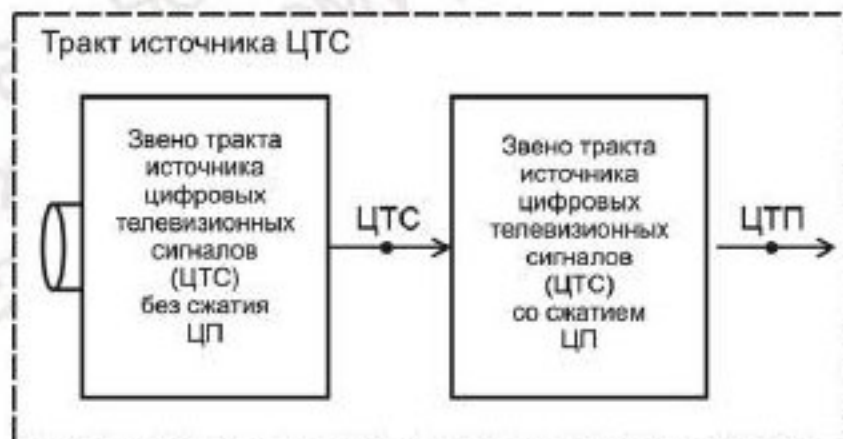 Тракт источника ЦТС
Звено тракта
источника
цифровых
телевизионных
сигналов
(ЦТС)
без сжатия
ЦП
ЦТС
Звено тракта
источника
цифровых
телевизионных
сигналов
(ЦТС)
со сжатием
ЦП
ЦТП